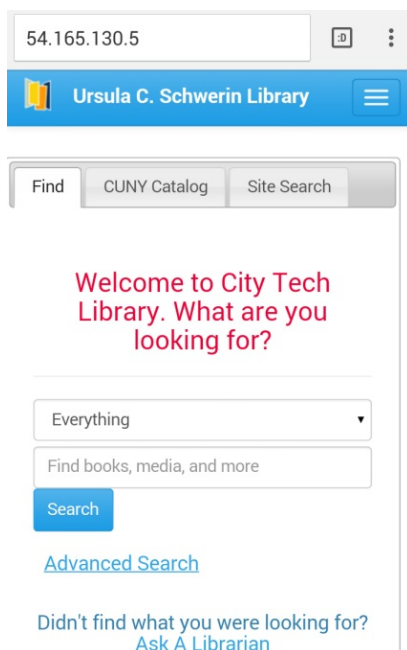 54.165.130.5
:D
Ursula C. Schwerin Library
Find CUNY Catalog Site Search
Welcome to City Tech
Library. What are you
looking for?
Everything
Find books, media, and more
Search
Advanced Search
Didn't find what you were looking for?
Ask A Librarian